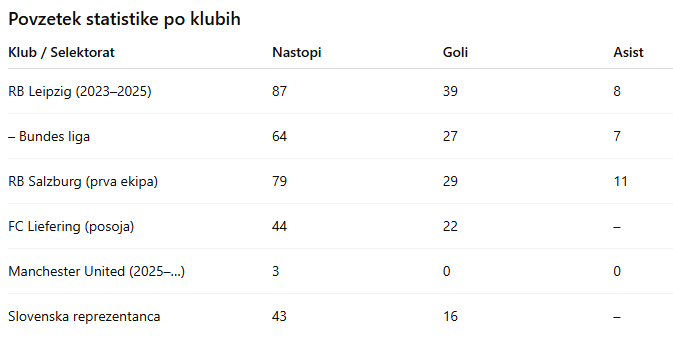 Povzetek statistike po klubih
Klub / Selektorat Nastopi Goli Asist
RB Leipzig (2023–2025) 87 39 8
– Bundes liga 64 27 7
RB Salzburg (prva ekipa) 79 29 11
FC Liefering (posoja) 44 22 –
Manchester United (2025–...) 3 0 0
Slovenska reprezentanca 43 16 –